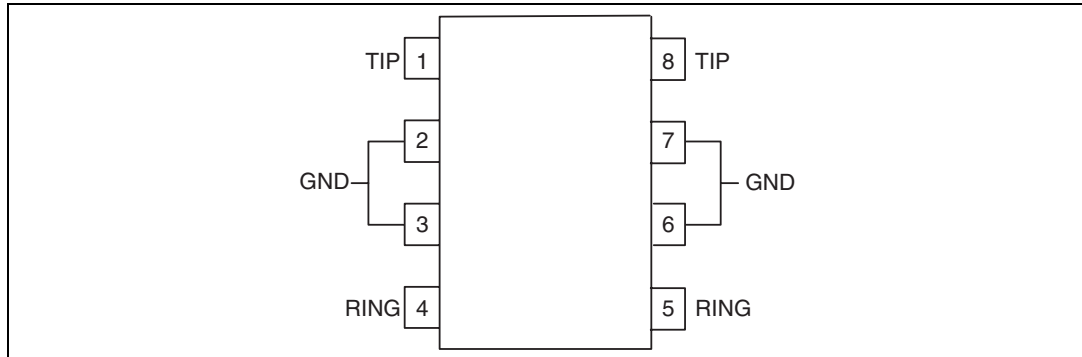 TIP 1 8 TIP
2 7
GND GND
3 6
RING 4 5 RING